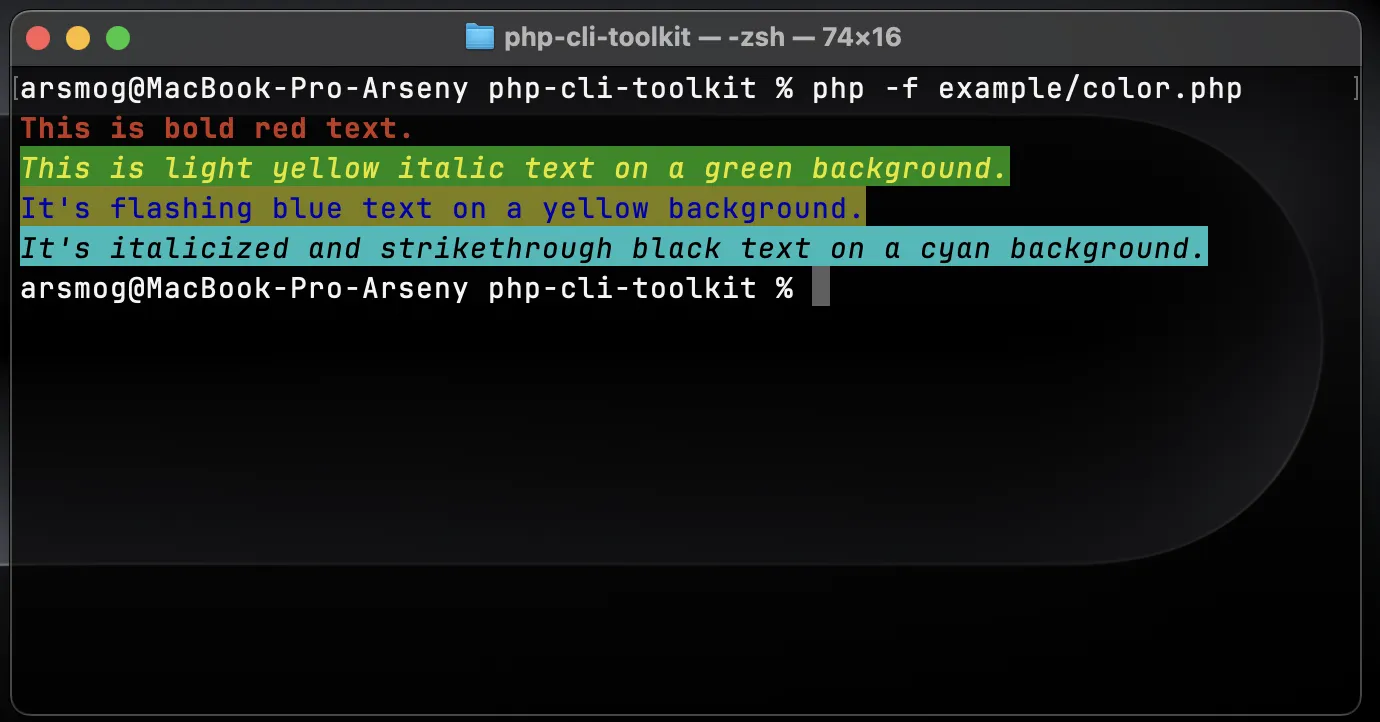 php-cli-toolkit — -zsh — 74×16
[arsmog@MacBook-Pro-Arseny php-cli-toolkit % php -f example/color.php ]
This is bold red text.
This is light yellow italic text on a green background.
It's flashing blue text on a yellow background.
It's italicized and strikethrough black text on a cyan background.
arsmog@MacBook-Pro-Arseny php-cli-toolkit %